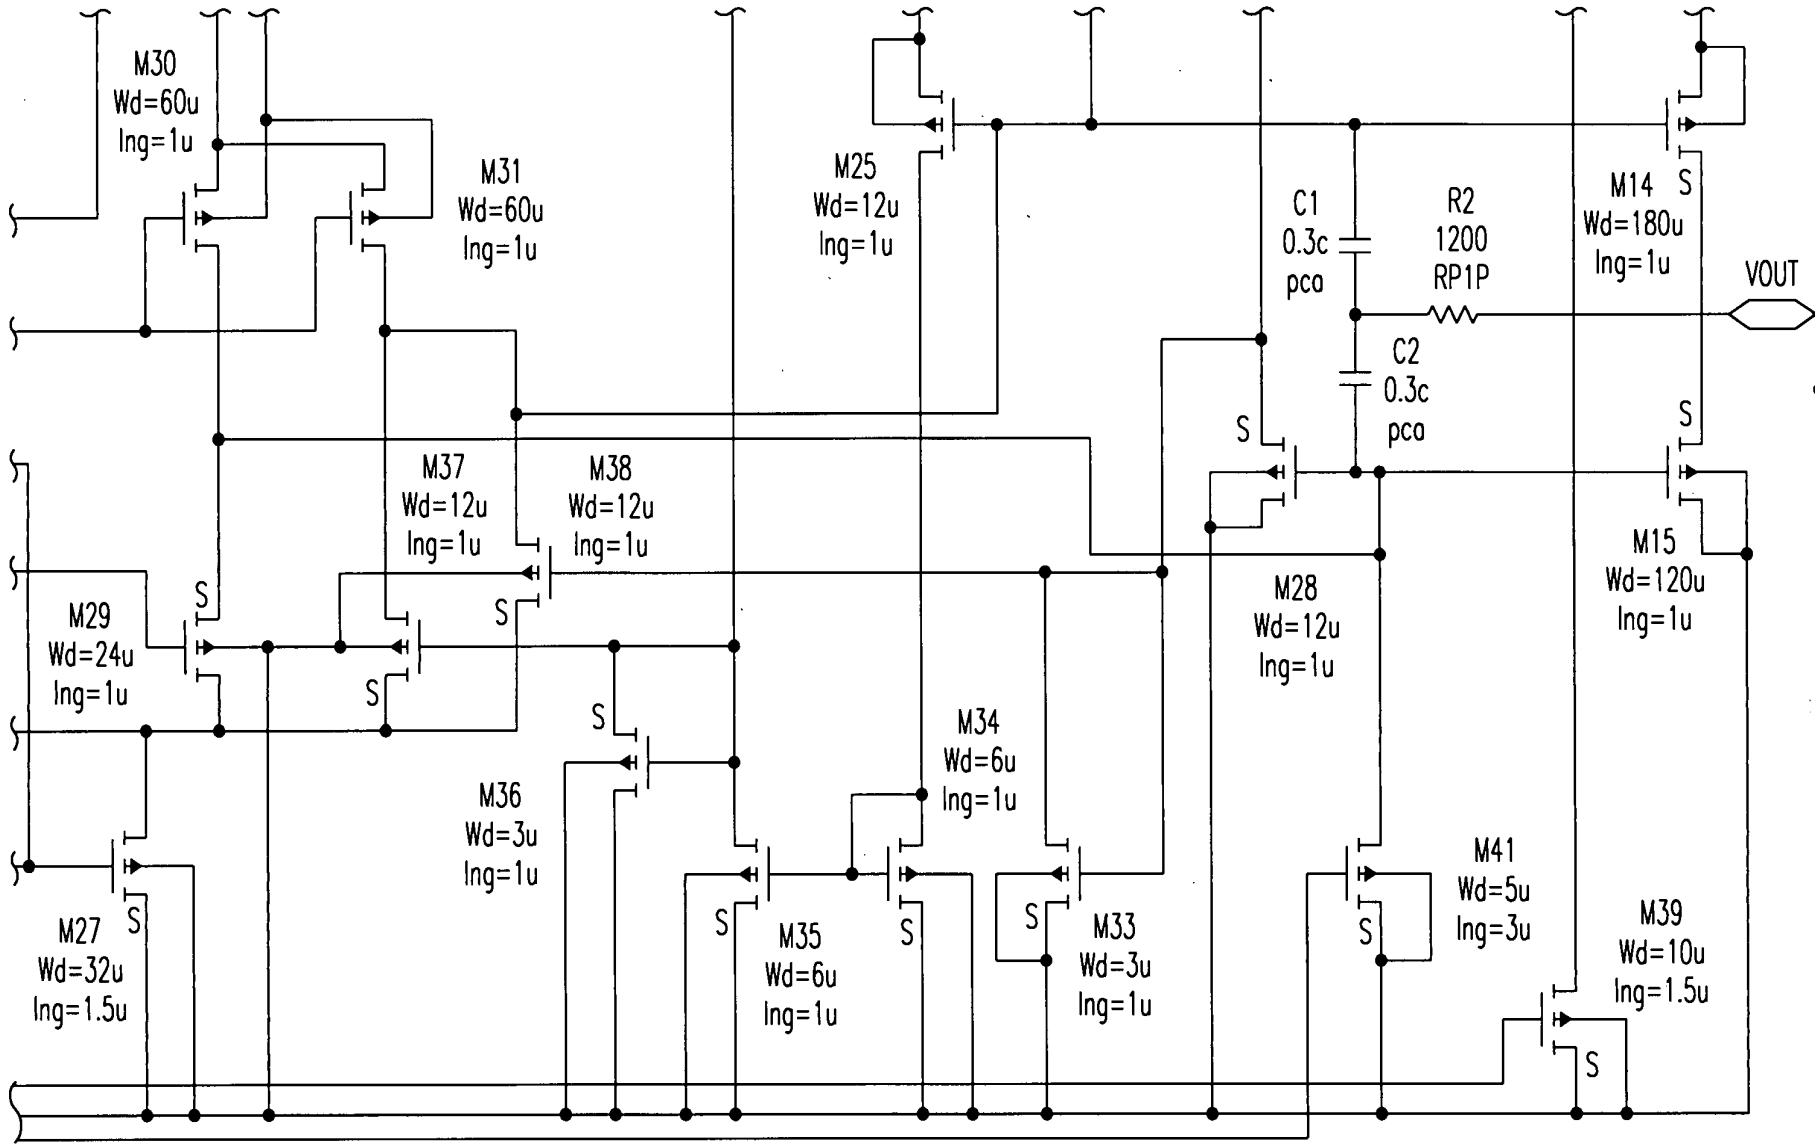 M30
Wd=60u
lng=1u
M31
Wd=60u
lng=1u
M25
Wd=12u
lng=1u
C1
0.3c
pca
R2
1200
RP1P
S
M14
Wd=180u
lng=1u
VOUT
C2
0.3c
pca
S
S
M37
Wd=12u
lng=1u
M38
Wd=12u
lng=1u
M15
Wd=120u
lng=1u
M28
Wd=12u
lng=1u
S
S
M29
Wd=24u
lng=1u
S
S
M34
Wd=6u
lng=1u
M36
Wd=3u
lng=1u
M41
Wd=5u
lng=3u
S
M27
Wd=32u
lng=1.5u
S
M35
Wd=6u
lng=1u
S
S
M33
Wd=3u
lng=1u
S
M39
Wd=10u
lng=1.5u
S